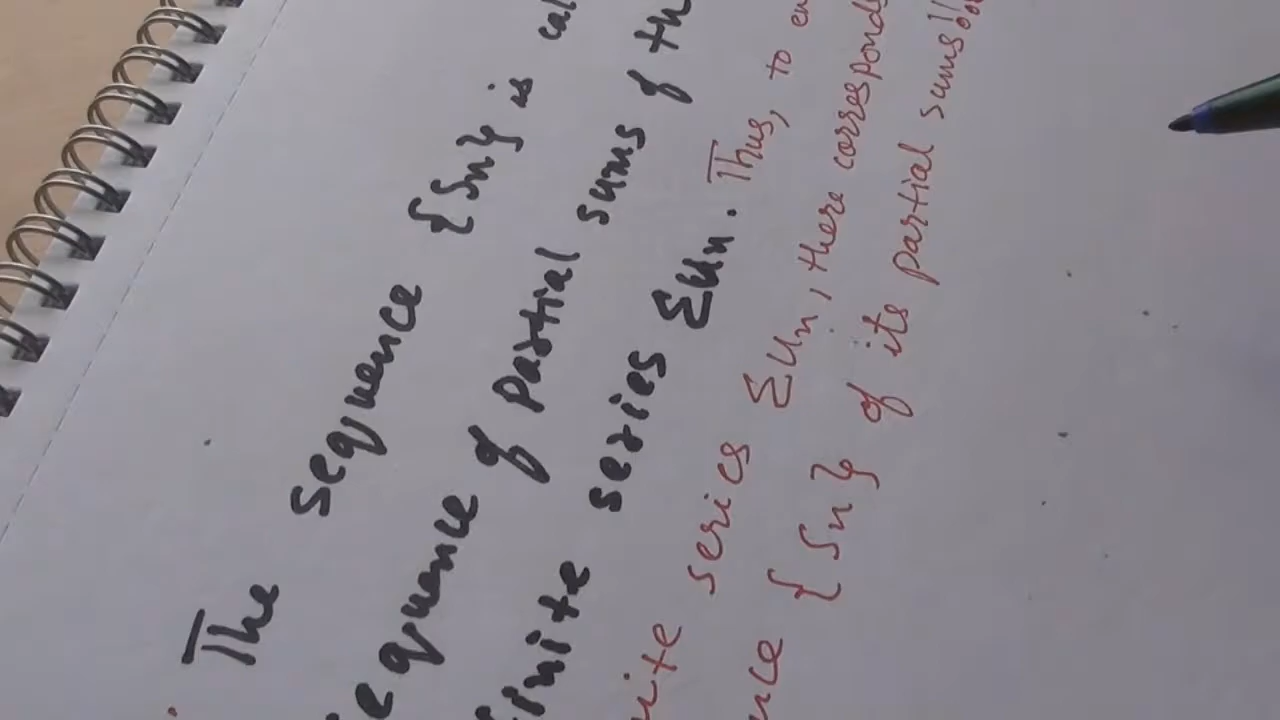 The sequence {Sn} is
sequence of partial sums of
series Σun. Thus, to
series Σun, there corresponds
{Sn} of its partial sums!!